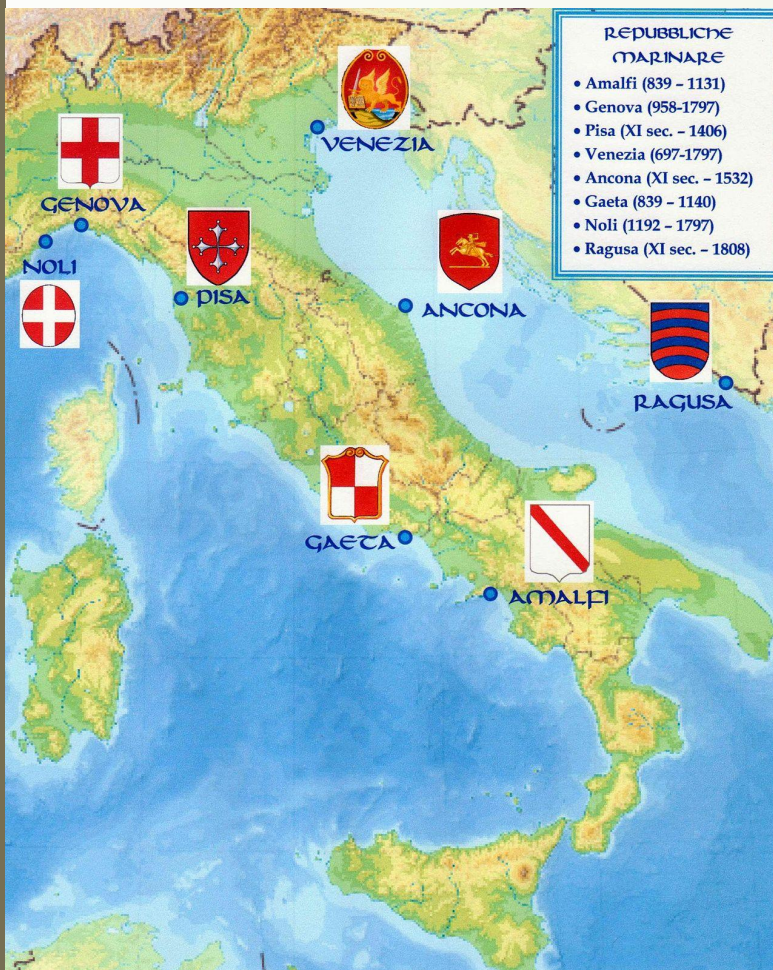 REPUBBLICHE
MARINARE
• Amalfi (839 – 1131)
• Genova (958-1797)
• Pisa (XI sec. – 1406)
• Venezia (697-1797)
• Ancona (XI sec. – 1532)
• Gaeta (839 – 1140)
• Noli (1192 – 1797)
• Ragusa (XI sec. – 1808)
VENEZIA
GENOVA
NOLI
PISA
ANCONA
RAGUSA
GAETA
AMALFI